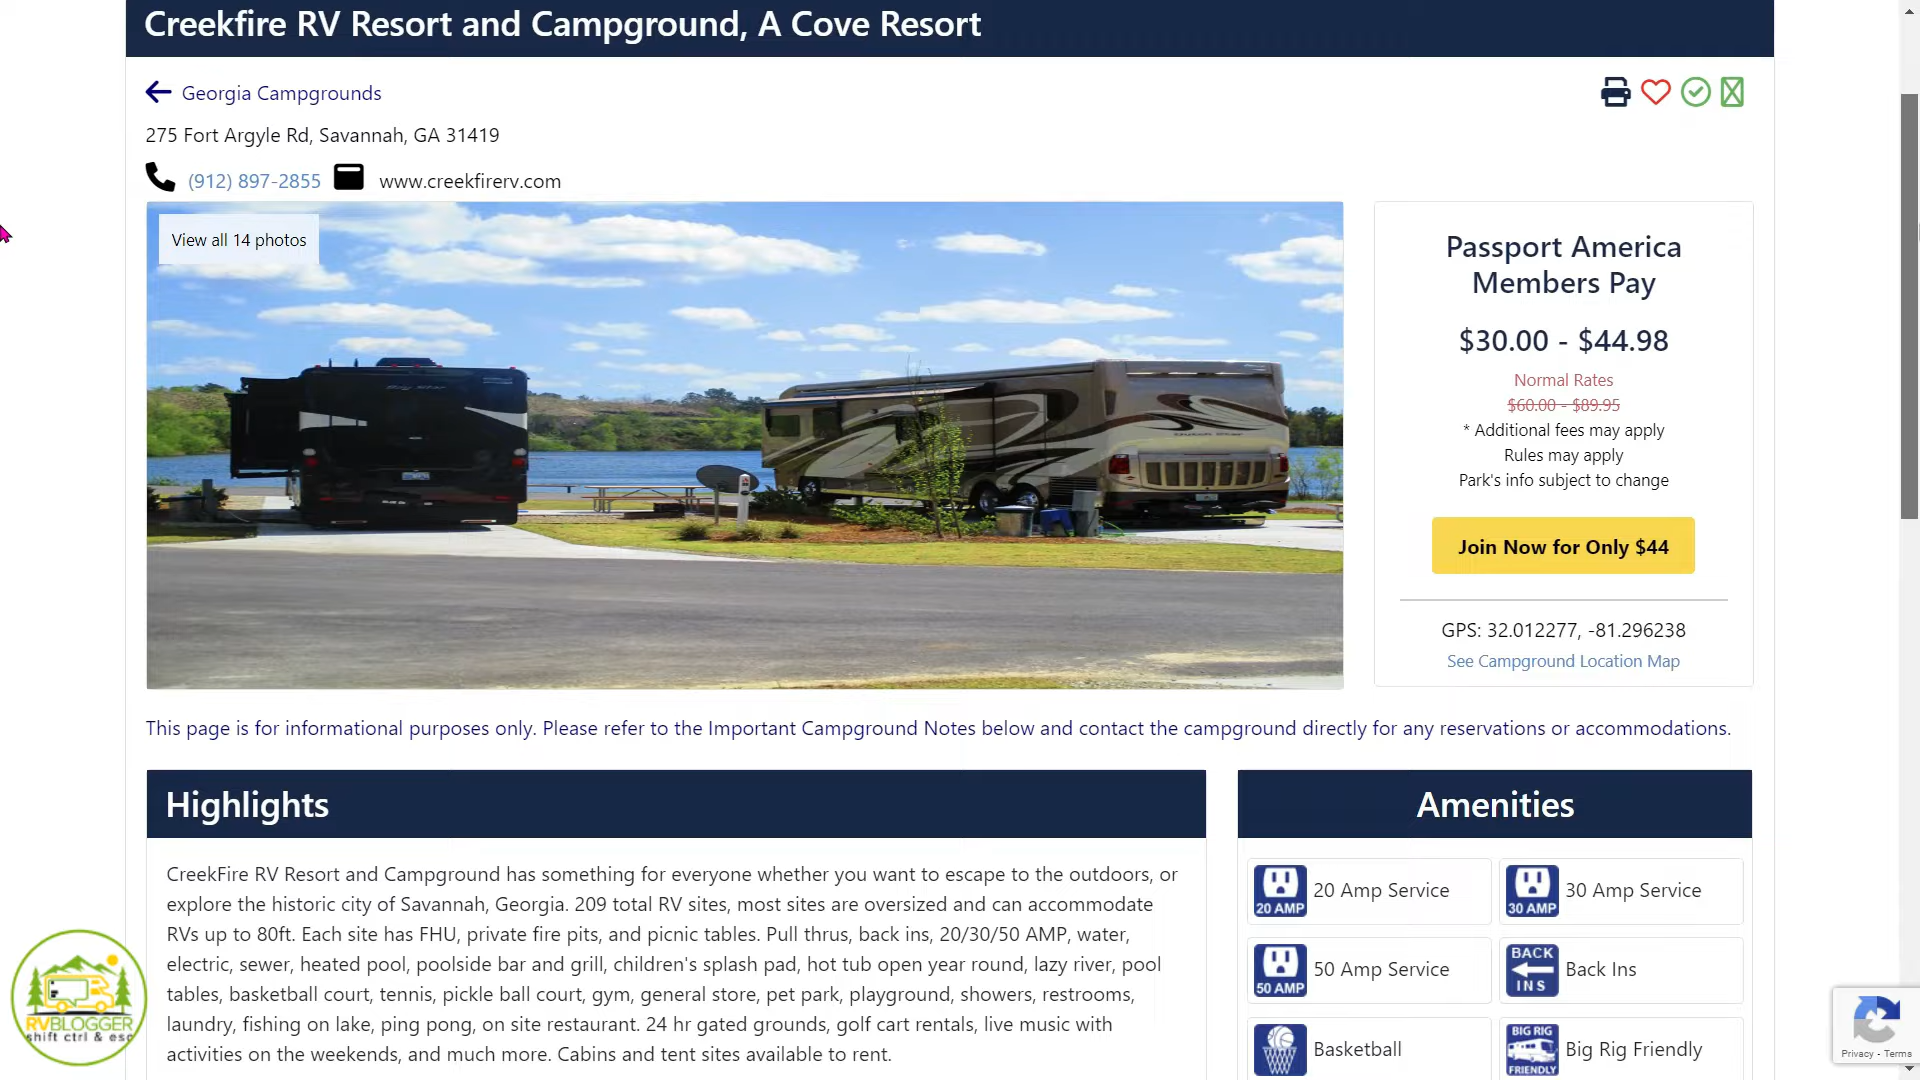 Creekfire RV Resort and Campground, A Cove Resort
Georgia Campgrounds
275 Fort Argyle Rd, Savannah, GA 31419
(912) 897-2855 www.creekfirerv.com
View all 14 photos
Passport America
Members Pay
$30.00 - $44.98
Normal Rates
$60.00 - $89.95
* Additional fees may apply
Rules may apply
Park's info subject to change
Join Now for Only $44
GPS: 32.012277, -81.296238
See Campground Location Map
This page is for informational purposes only. Please refer to the Important Campground Notes below and contact the campground directly for any reservations or accommodations.
Highlights
CreekFire RV Resort and Campground has something for everyone whether you want to escape to the outdoors, or
explore the historic city of Savannah, Georgia. 209 total RV sites, most sites are oversized and can accommodate
RVs up to 80ft. Each site has FHU, private fire pits, and picnic tables. Pull thrus, back ins, 20/30/50 AMP, water,
electric, sewer, heated pool, poolside bar and grill, children's splash pad, hot tub open year round, lazy river, pool
tables, basketball court, tennis, pickle ball court, gym, general store, pet park, playground, showers, restrooms,
laundry, fishing on lake, ping pong, on site restaurant. 24 hr gated grounds, golf cart rentals, live music with
activities on the weekends, and much more. Cabins and tent sites available to rent.
Amenities
20 AMP
20 Amp Service
30 AMP
30 Amp Service
50 AMP
50 Amp Service
BACK
INS
Back Ins
Basketball
BIG RIG
FRIENDLY
Big Rig Friendly
RVBLOGGER
shift ctrl & esc
Privacy - Terms